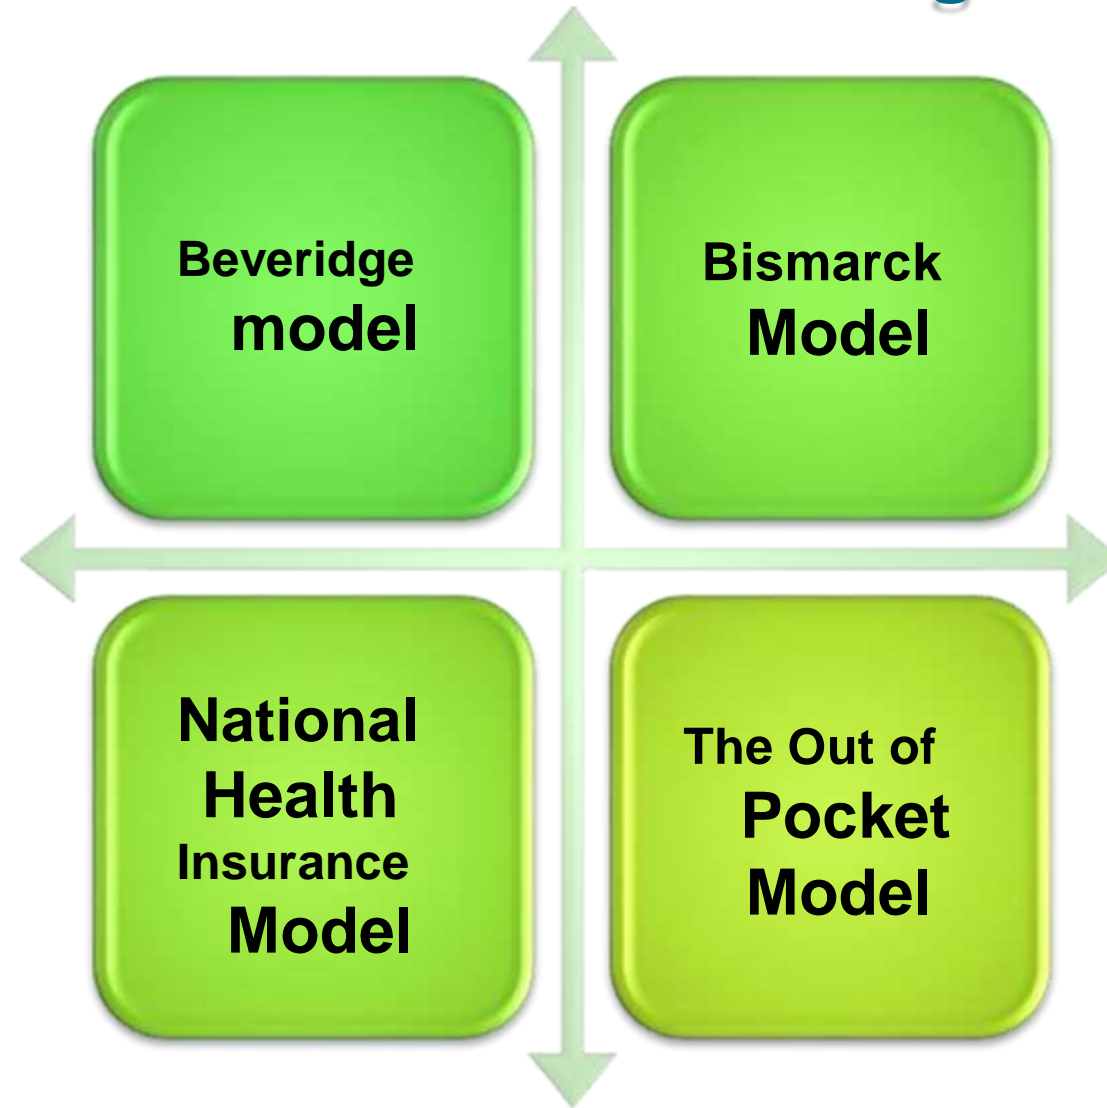 Beveridge
model
Bismarck
Model
National
Health
Insurance
Model
The Out of
Pocket
Model